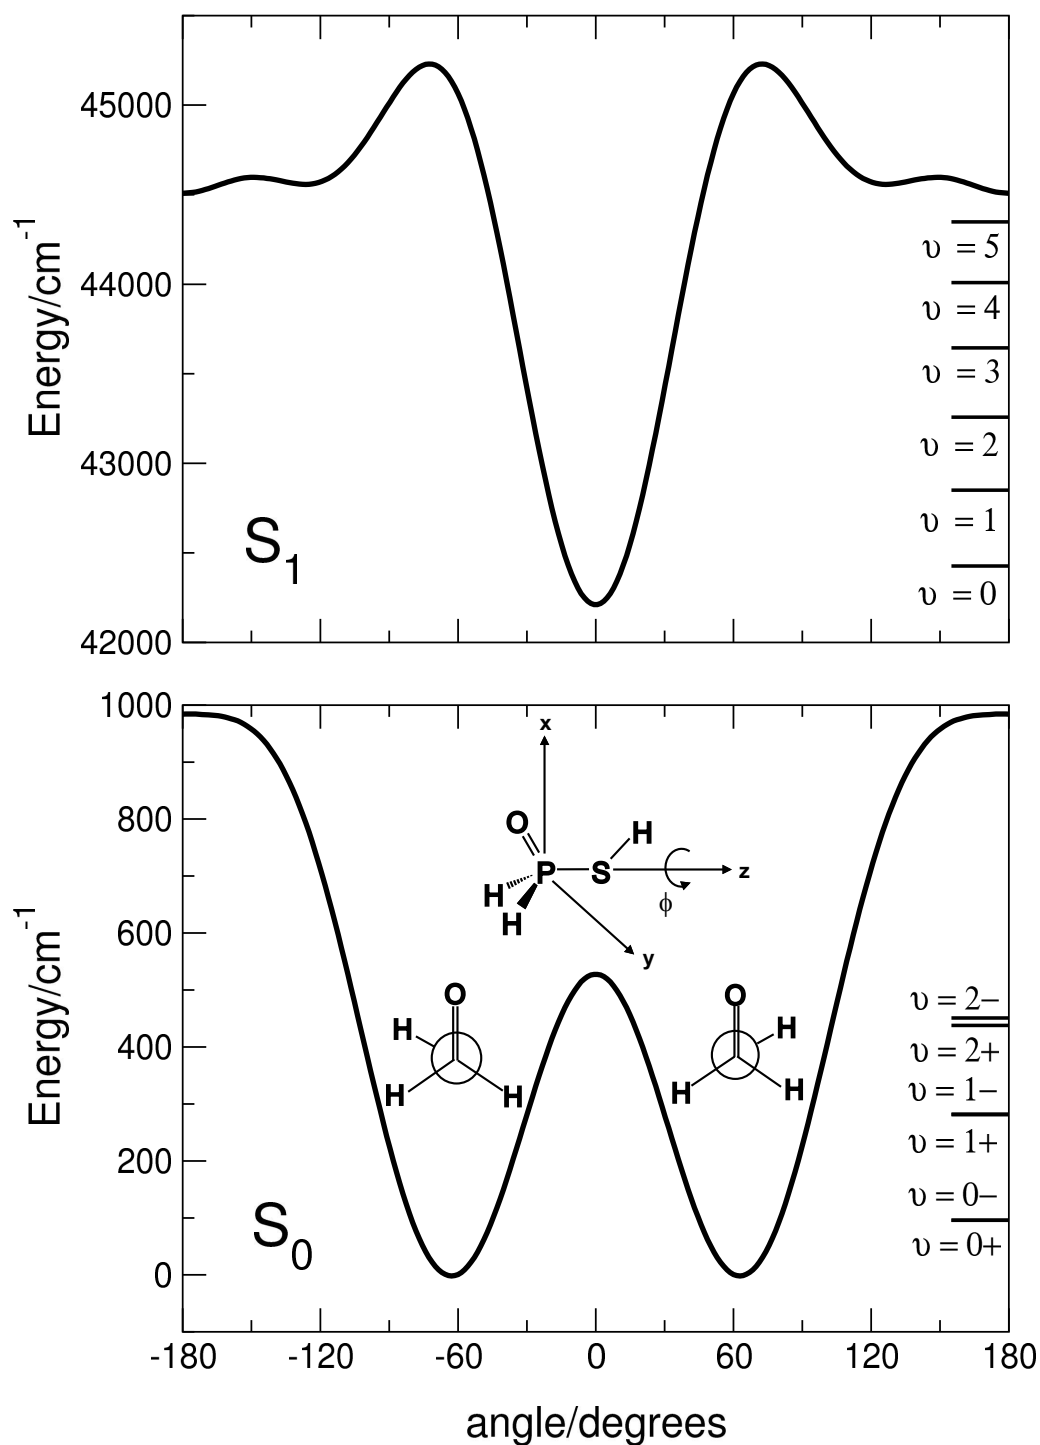 45000
44000
43000
42000
Energy/cm-1
S1
υ = 5
υ = 4
υ = 3
υ = 2
υ = 1
υ = 0
1000
800
600
400
200
0
Energy/cm-1
x
O
H
P
S
z
H
H
ϕ
y
O
H
H
H
O
H
H
H
υ = 2−
υ = 2+
υ = 1−
υ = 1+
υ = 0−
υ = 0+
S0
-180 -120 -60 0 60 120 180
angle/degrees